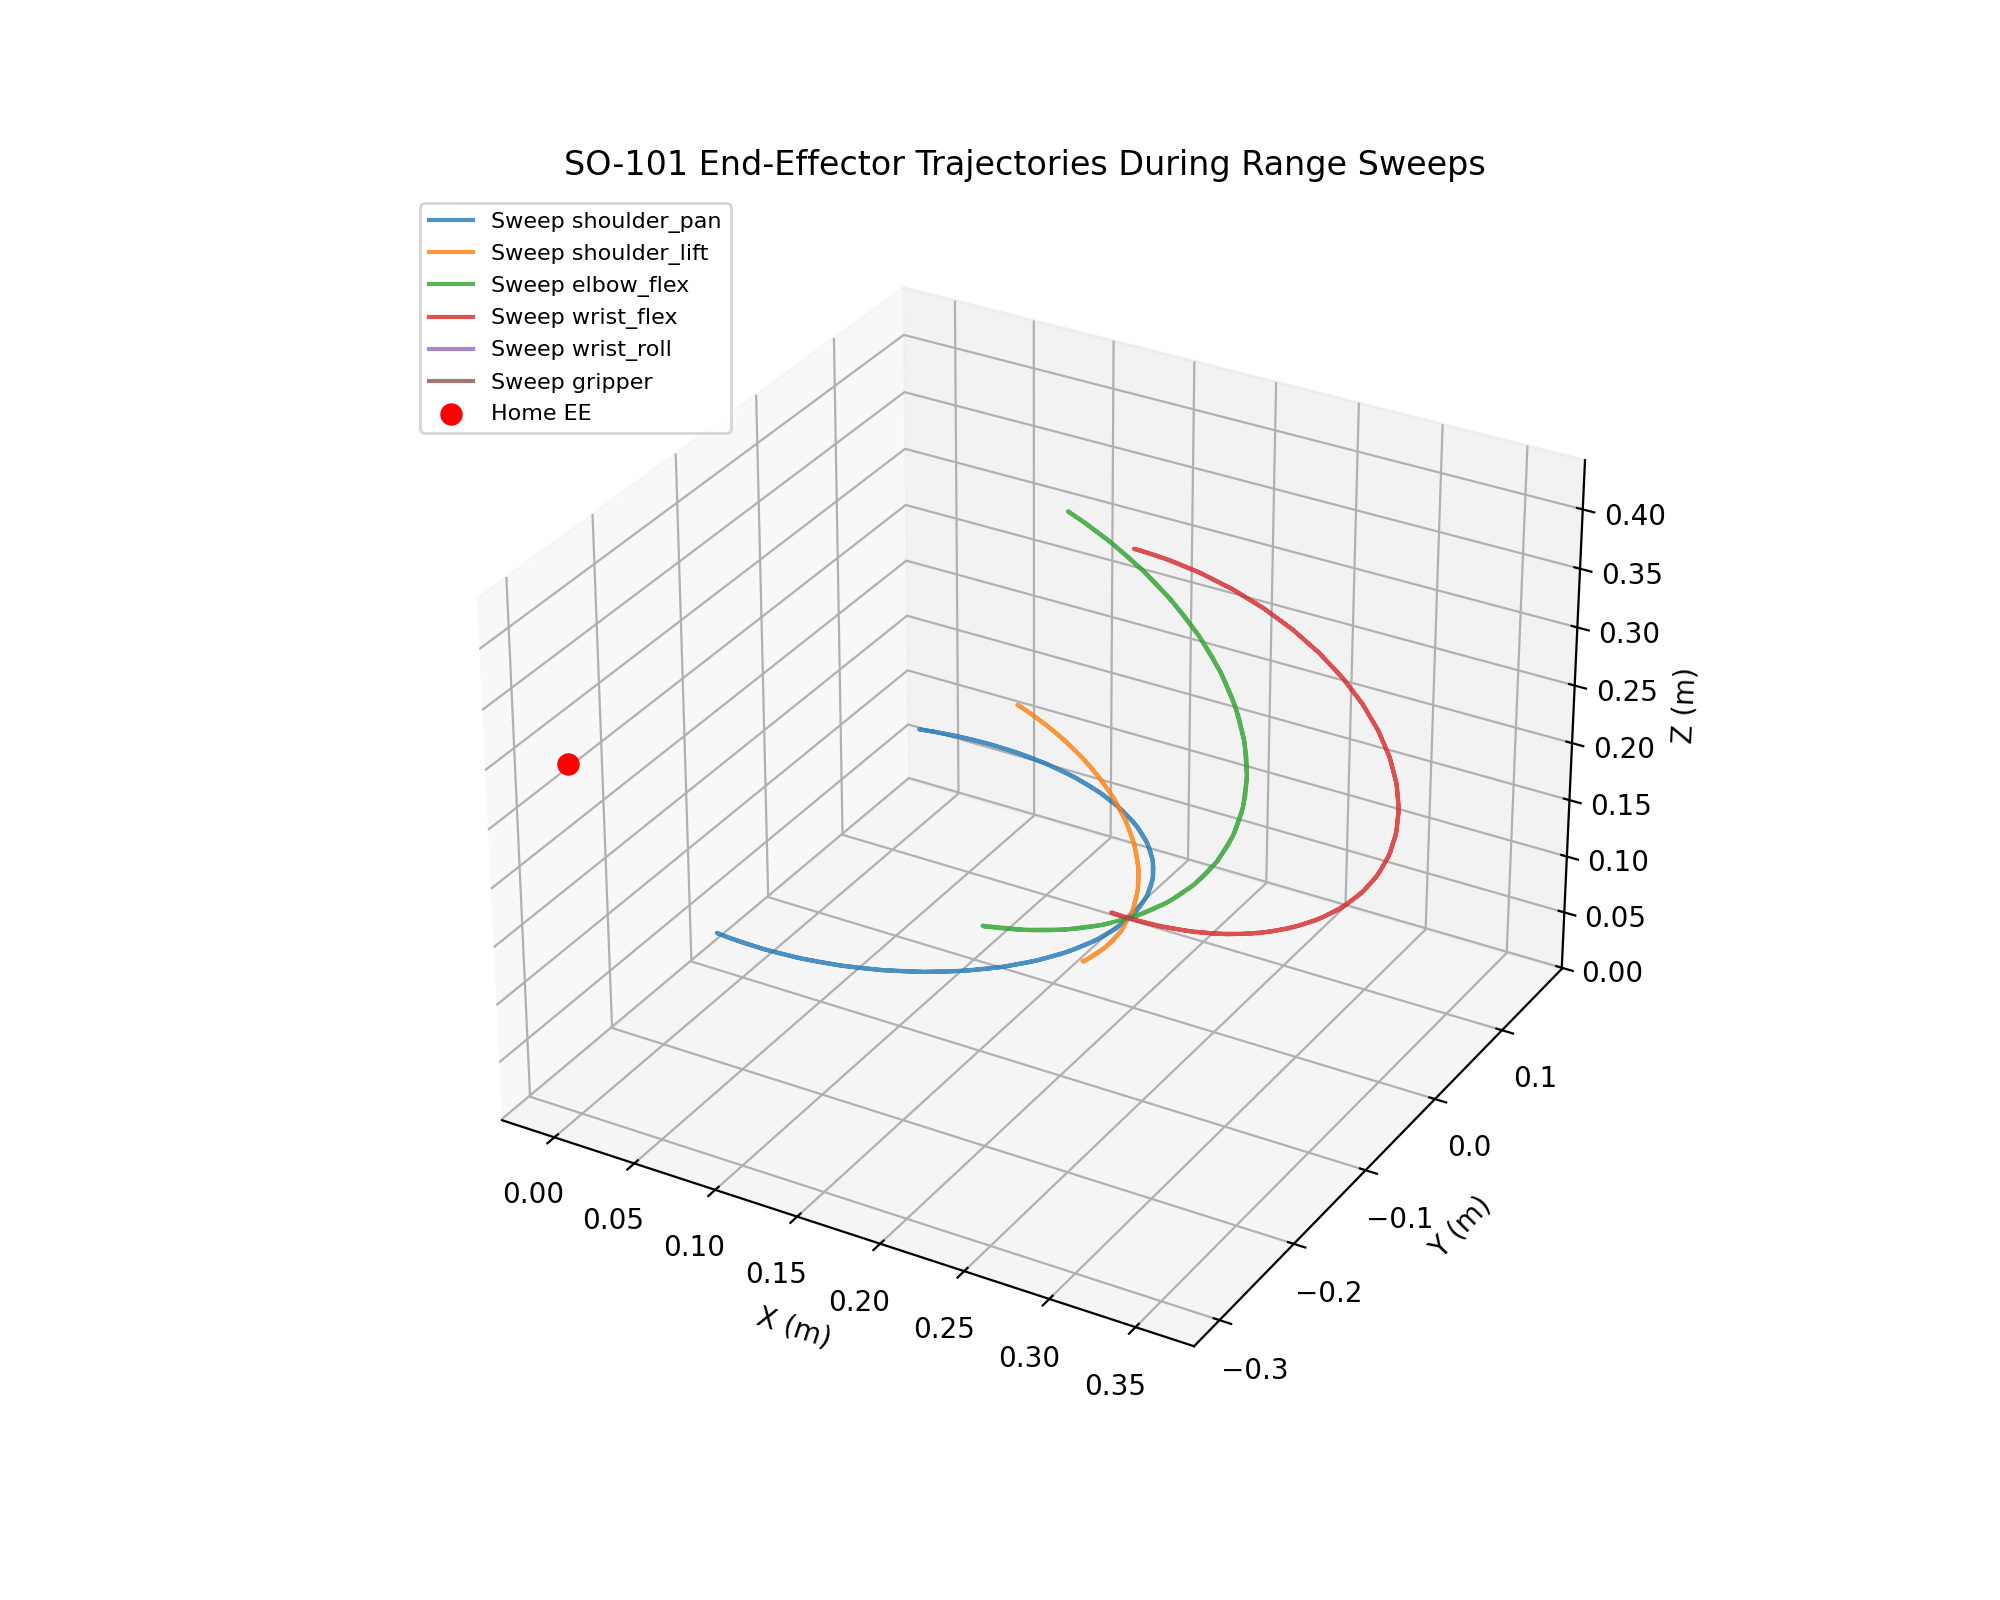 SO-101 End-Effector Trajectories During Range Sweeps
Sweep shoulder_pan
Sweep shoulder_lift
Sweep elbow_flex
Sweep wrist_flex
Sweep wrist_roll
Sweep gripper
Home EE
0.40
0.35
0.30
0.25
0.20
0.15
0.10
0.05
0.00
Z (m)
0.1
0.0
−0.1
−0.2
−0.3
Y (m)
0.00
0.05
0.10
0.15
0.20
0.25
0.30
0.35
X (m)